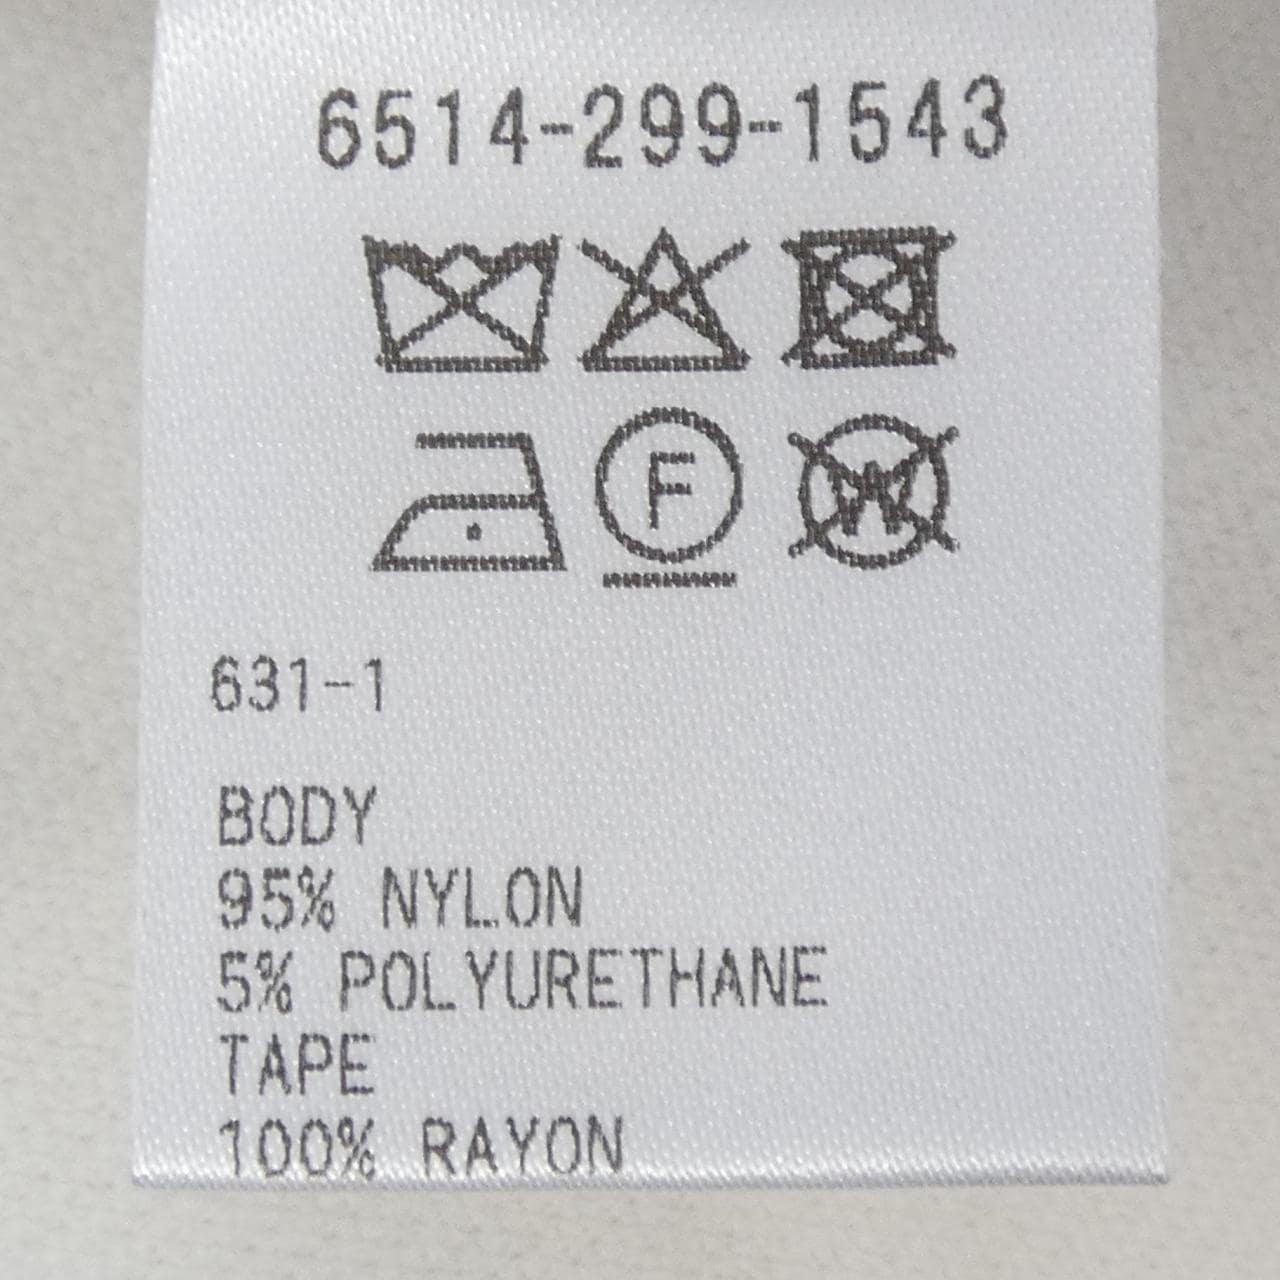 6514-299-1543
F
W
631-1
BODY
95% NYLON
5% POLYURETHANE
TAPE
100% RAYON